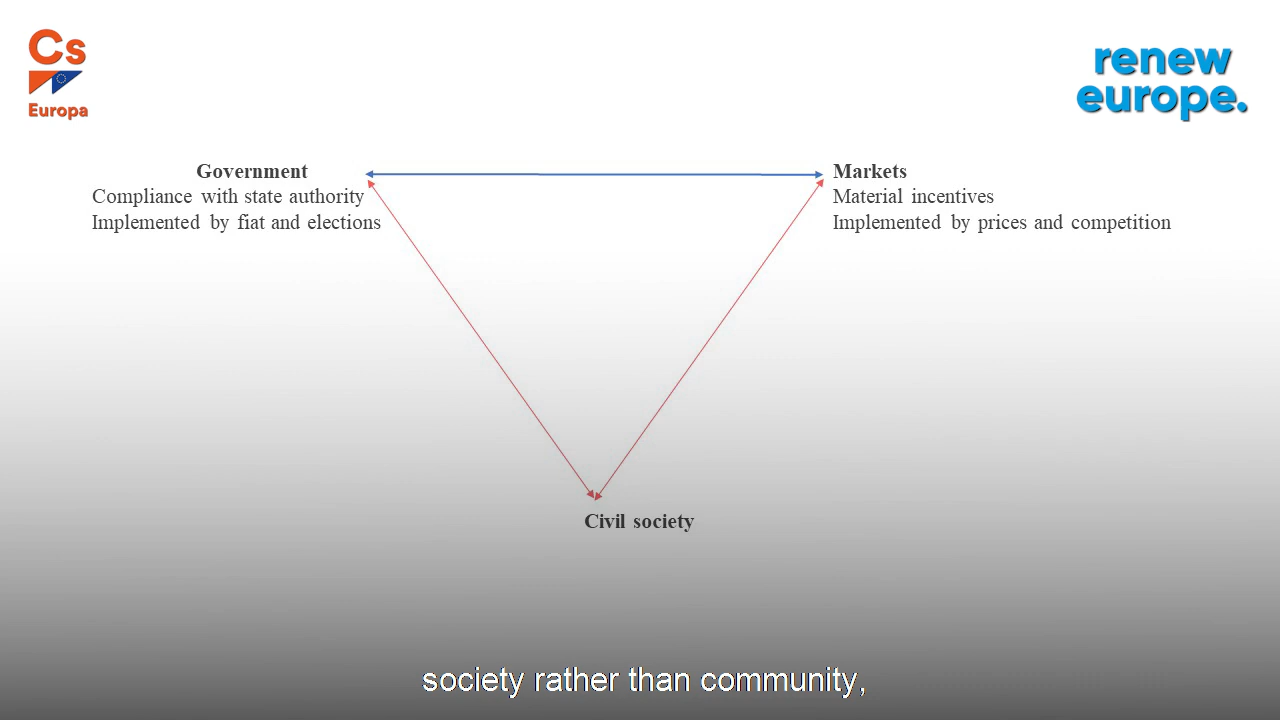 Cs
Europa
renew
europe.
Government
Compliance with state authority
Implemented by fiat and elections
Markets
Material incentives
Implemented by prices and competition
Civil society
society rather than community,